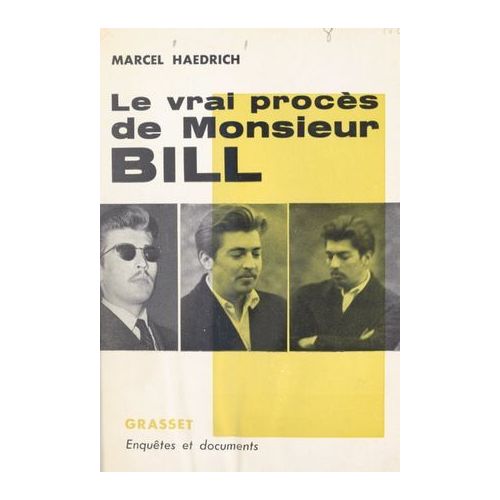 MARCEL HAEDRICH
Le vrai procès
de Monsieur
BILL
GRASSET
Enquêtes et documents